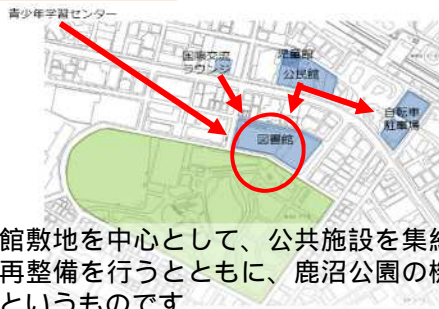 青少年学習センター
国際交流
ラウンジ
児童館
公民館
自転車
駐車場
図書館
館敷地を中心として、公共施設を集約
再整備を行うとともに、鹿沼公園の機
というものです